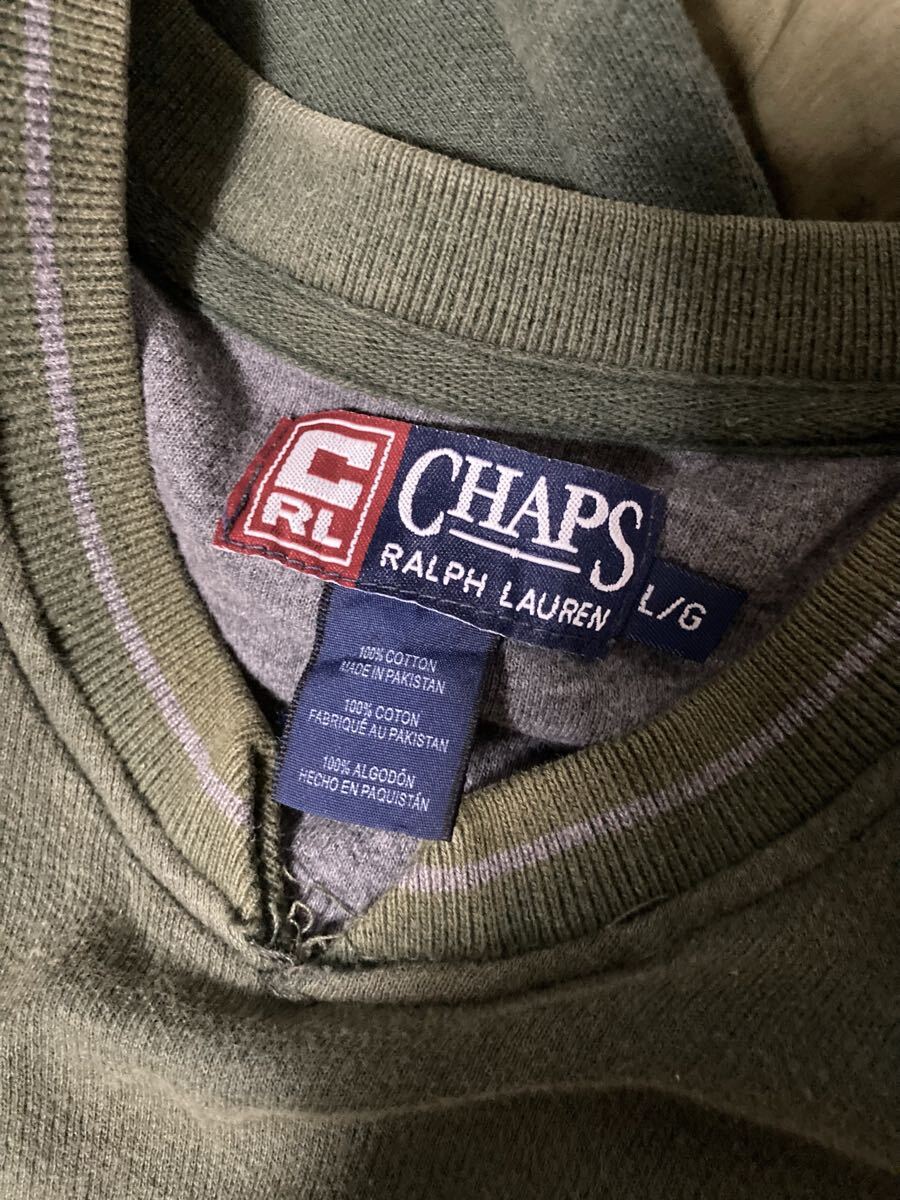 C
RL
CHAPS
RALPH LAUREN
L/G
100% COTTON
MADE IN PAKISTAN
100% COTON
FABRIQUÉ AU PAKISTAN
100% ALGODÓN
HECHO EN PAQUISTÁN